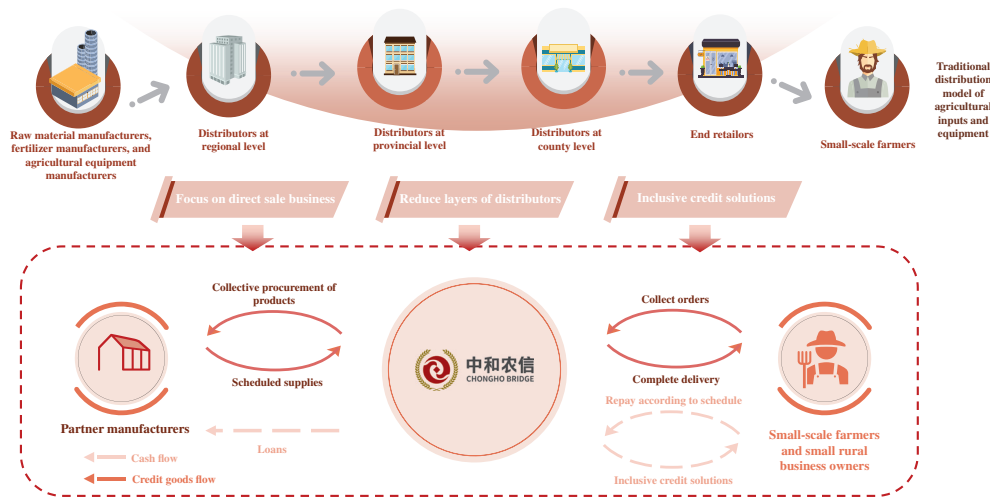 Raw material manufacturers,
fertilizer manufacturers, and
agricultural equipment
manufacturers
Distributors at
regional level
Distributors at
provincial level
Distributors at
county level
End retailors
Small-scale farmers
Traditional
distribution
model of
agricultural
inputs and
equipment
Focus on direct sale business
Reduce layers of distributors
Inclusive credit solutions
Collective procurement of
products
Scheduled supplies
Partner manufacturers
Loans
Cash flow
Credit goods flow
中和农信
CHONGHO BRIDGE
Collect orders
Complete delivery
Repay according to schedule
Inclusive credit solutions
Small-scale farmers
and small rural
business owners